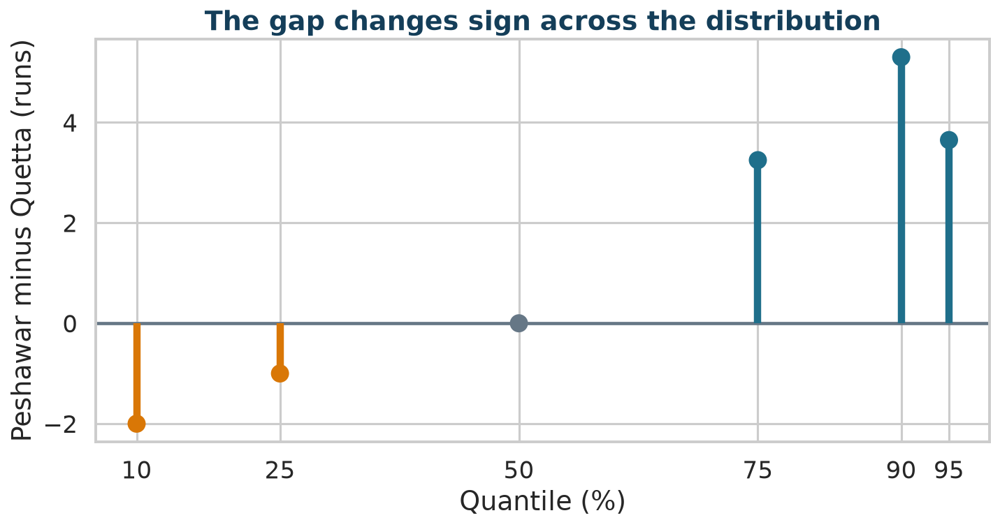 The gap changes sign across the distribution
Peshawar minus Quetta (runs)
4
2
0
−2
10 25 50 75 90 95
Quantile (%)